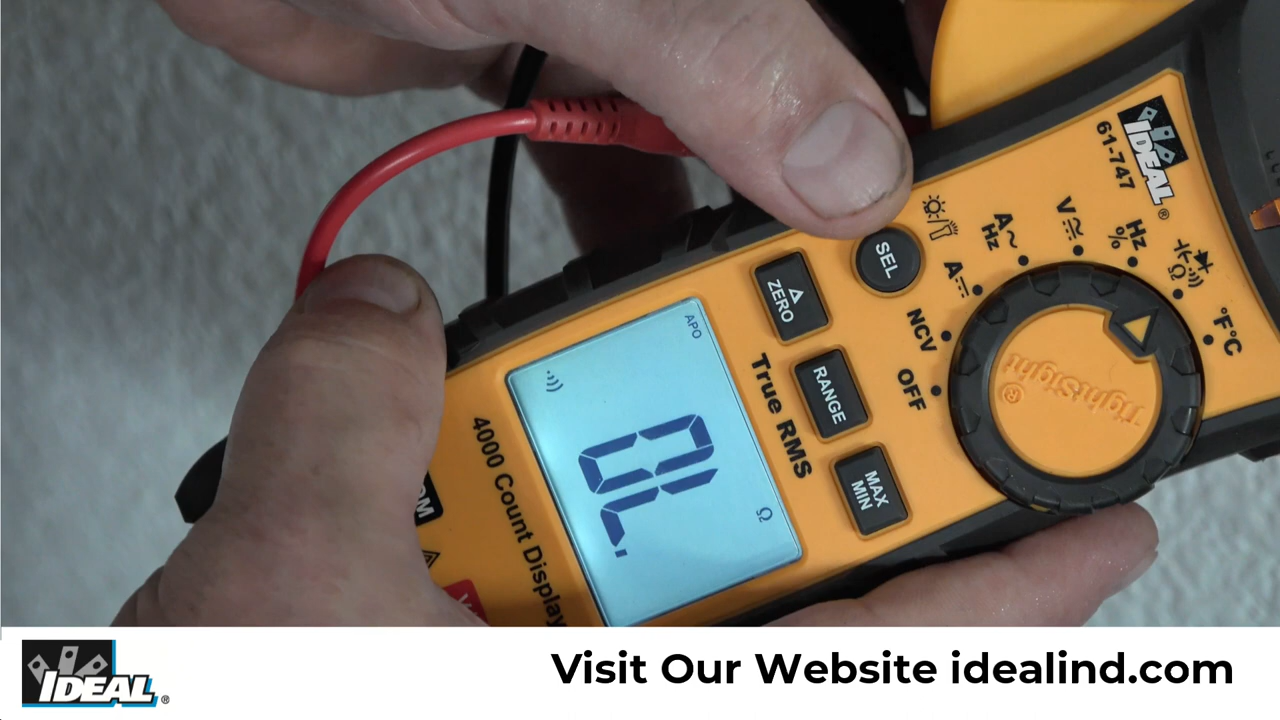 IDEAL®
61-747
Hz
%
V
A
Hz
A
°F°C
Ω
NCV
OFF
SEL
ZERO
RANGE
MAX
MIN
TightSight
®
True RMS
4000 Count Display
APO
0L.
Ω
IDEAL®
Visit Our Website idealind.com